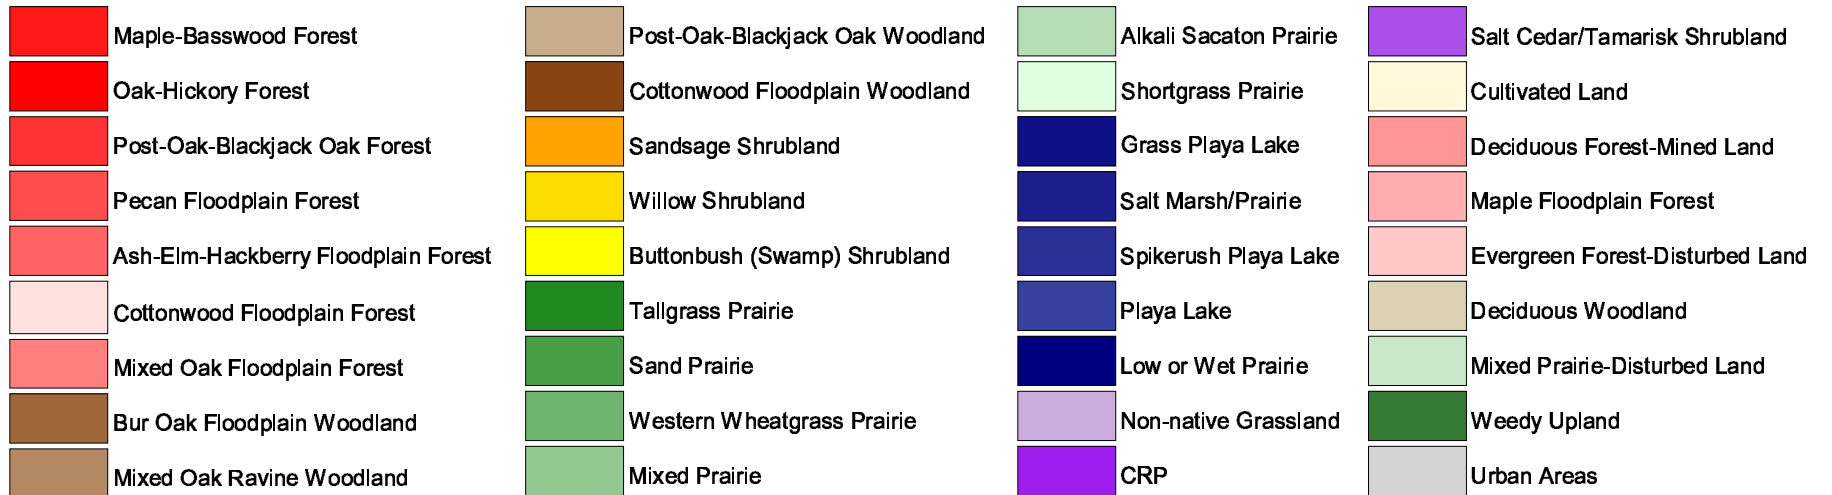 Maple-Basswood Forest
Oak-Hickory Forest
Post-Oak-Blackjack Oak Forest
Pecan Floodplain Forest
Ash-Elm-Hackberry Floodplain Forest
Cottonwood Floodplain Forest
Mixed Oak Floodplain Forest
Bur Oak Floodplain Woodland
Mixed Oak Ravine Woodland
Post-Oak-Blackjack Oak Woodland
Cottonwood Floodplain Woodland
Sandsage Shrubland
Willow Shrubland
Buttonbush (Swamp) Shrubland
Tallgrass Prairie
Sand Prairie
Western Wheatgrass Prairie
Mixed Prairie
Alkali Sacaton Prairie
Shortgrass Prairie
Grass Playa Lake
Salt Marsh/Prairie
Spikerush Playa Lake
Playa Lake
Low or Wet Prairie
Non-native Grassland
CRP
Salt Cedar/Tamarisk Shrubland
Cultivated Land
Deciduous Forest-Mined Land
Maple Floodplain Forest
Evergreen Forest-Disturbed Land
Deciduous Woodland
Mixed Prairie-Disturbed Land
Weedy Upland
Urban Areas